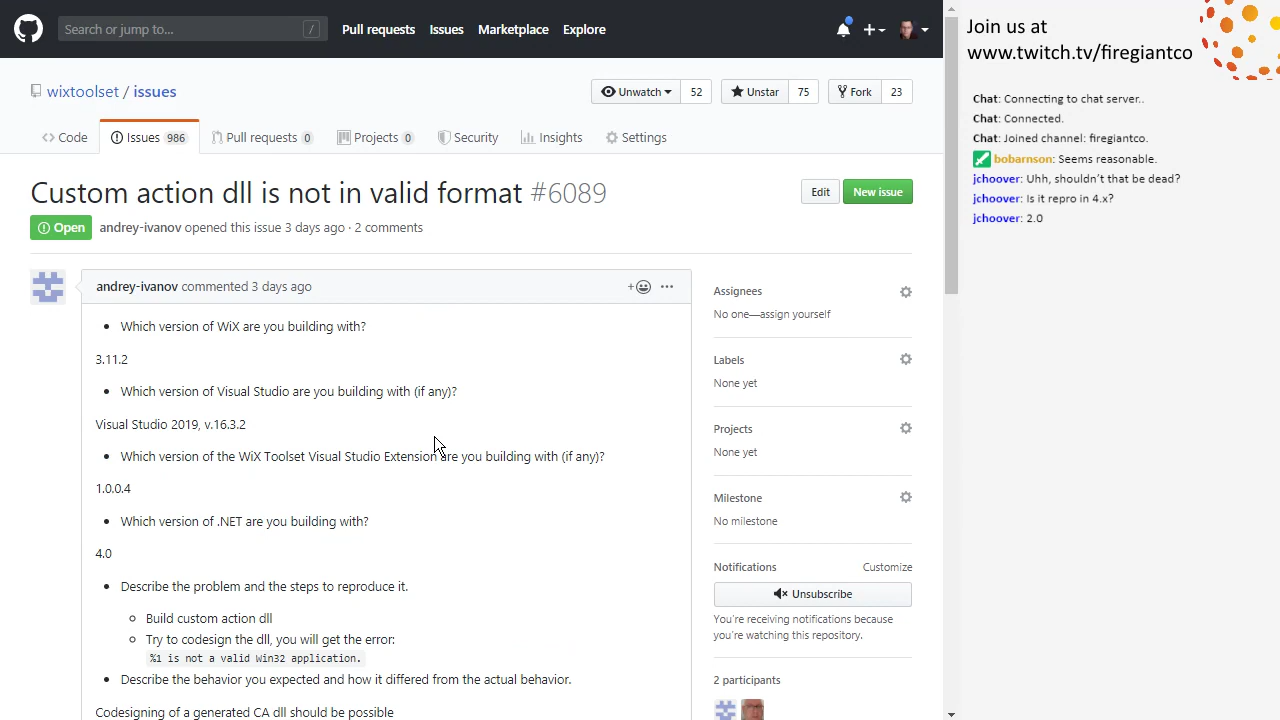 Search or jump to...
/
Pull requests
Issues
Marketplace
Explore
Join us at
www.twitch.tv/firegiantco
wixtoolset / issues
Unwatch
52
Unstar
75
Fork
23
Code
Issues 986
Pull requests 0
Projects 0
Security
Insights
Settings
Custom action dll is not in valid format #6089
Edit
New issue
Open
andrey-ivanov opened this issue 3 days ago · 2 comments
andrey-ivanov commented 3 days ago
Which version of WiX are you building with?
3.11.2
Which version of Visual Studio are you building with (if any)?
Visual Studio 2019, v.16.3.2
Which version of the WiX Toolset Visual Studio Extension are you building with (if any)?
1.0.0.4
Which version of .NET are you building with?
4.0
Describe the problem and the steps to reproduce it.
Build custom action dll
Try to codesign the dll, you will get the error:
%1 is not a valid Win32 application.
Describe the behavior you expected and how it differed from the actual behavior.
Codesigning of a generated CA dll should be possible
Assignees
No one—assign yourself
Labels
None yet
Projects
None yet
Milestone
No milestone
Notifications
Customize
Unsubscribe
You're receiving notifications because
you're watching this repository.
2 participants
Chat: Connecting to chat server..
Chat: Connected.
Chat: Joined channel: firegiantco.
bobarnson: Seems reasonable.
jchoover: Uhh, shouldn't that be dead?
jchoover: Is it repro in 4.x?
jchoover: 2.0